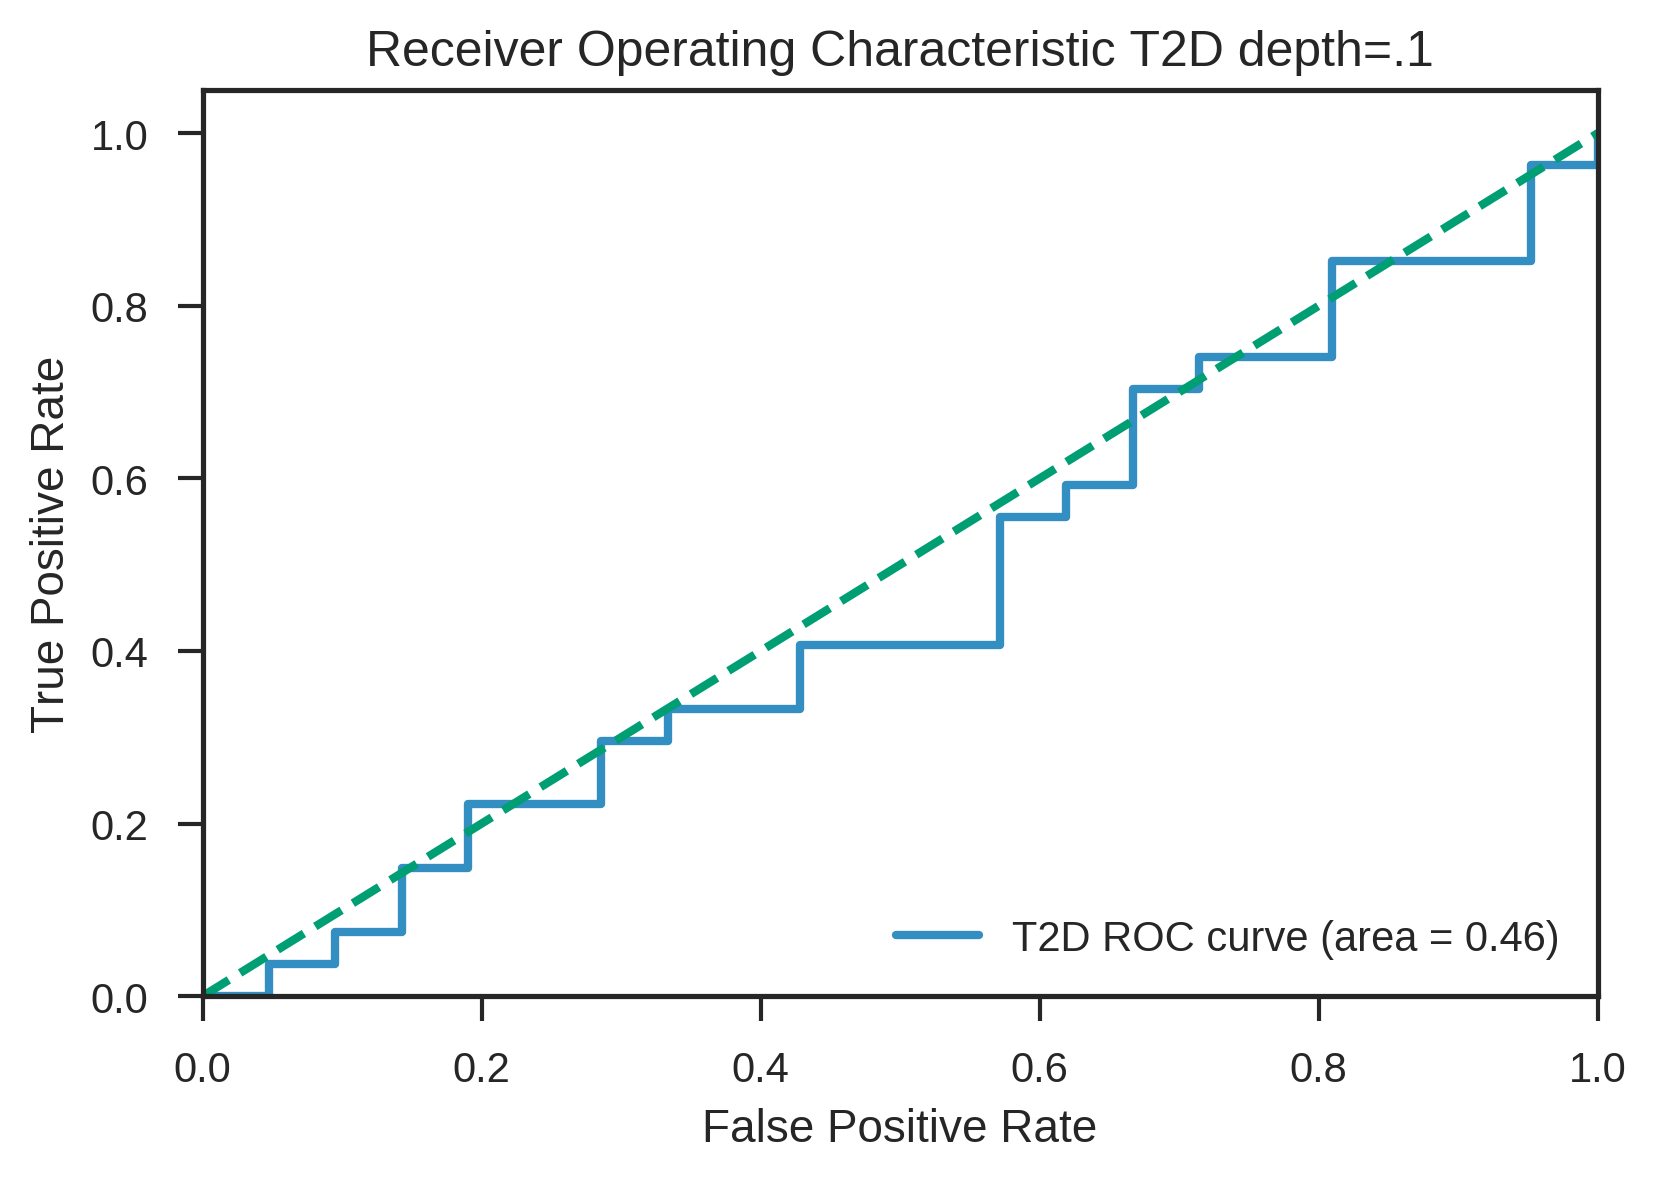 Receiver Operating Characteristic T2D depth=.1
True Positive Rate
1.0
0.8
0.6
0.4
0.2
0.0
T2D ROC curve (area = 0.46)
0.0 0.2 0.4 0.6 0.8 1.0
False Positive Rate